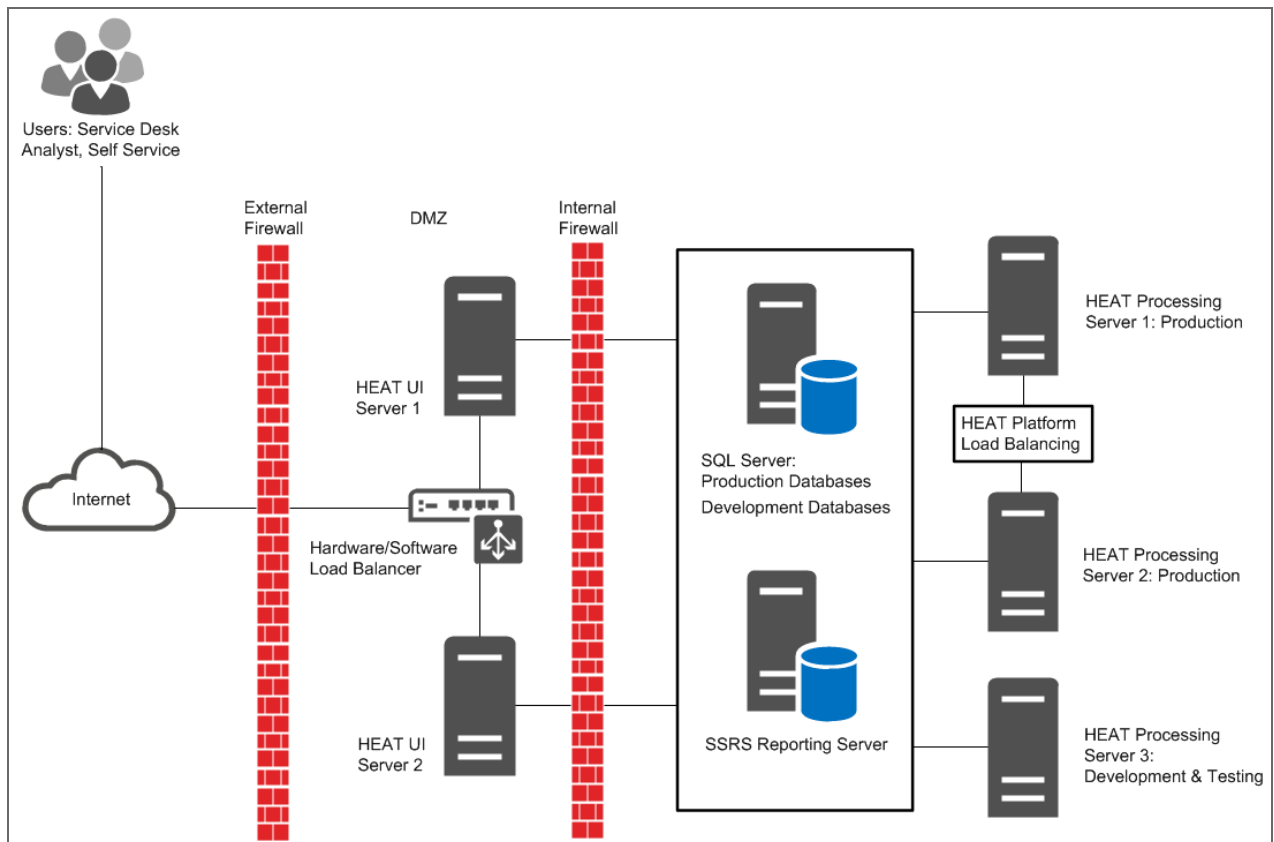 Users: Service Desk
Analyst, Self Service
External
Firewall
DMZ
Internal
Firewall
HEAT UI
Server 1
Internet
Hardware/Software
Load Balancer
HEAT UI
Server 2
SQL Server:
Production Databases
Development Databases
SSRS Reporting Server
HEAT Processing
Server 1: Production
HEAT Platform
Load Balancing
HEAT Processing
Server 2: Production
HEAT Processing
Server 3:
Development & Testing